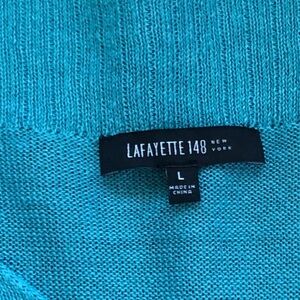 LAFAYETTE 148 NEW YORK
L
MADE IN
CHINA